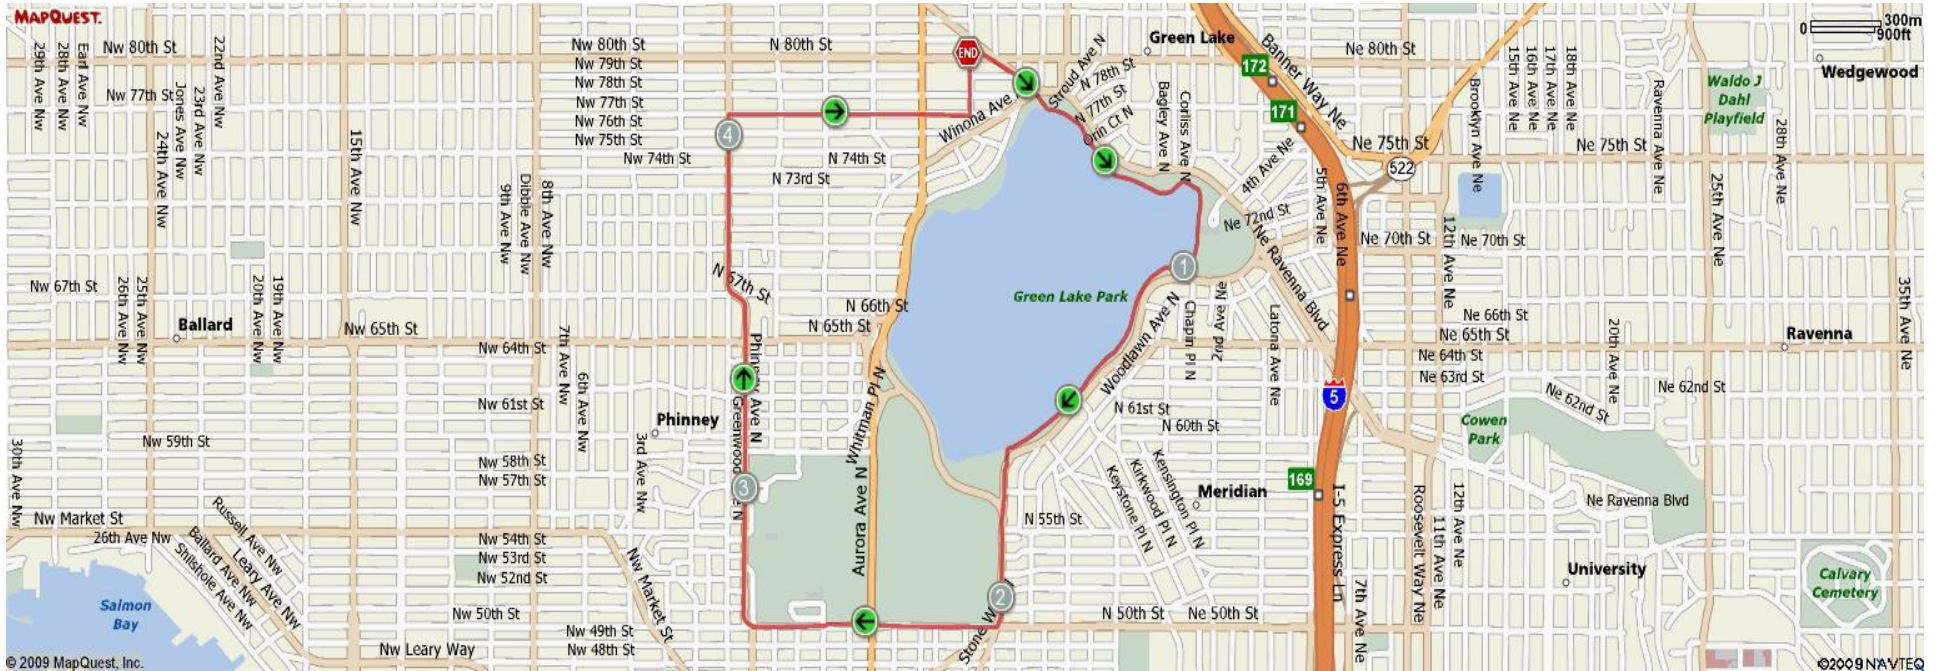 MAPQUEST.
300m
0
900ft
Nw 80th St
Nw 80th St
N 80th St
END
Green Lake
Ne 80th St
Wedgewood
29th Ave Nw
28th Ave Nw
Earl Ave Nw
Nw 77th St
Jones Ave Nw
23rd Ave Nw
22nd Ave Nw
24th Ave Nw
15th Ave Nw
Nw 79th St
Nw 78th St
Nw 77th St
Nw 76th St
Nw 75th St
Nw 74th St
N 74th St
N 73rd St
4
Winona Ave
Stroud Ave N
N 78th St
N 77th St
Orin Ct N
Bagley Ave N
Corliss Ave N
172
171
Banner Way Ne
4th Ave Ne
5th Ave Ne
6th Ave Ne
Ne 75th St
522
Ne 75th St
Brooklyn Ave Ne
15th Ave Ne
16th Ave Ne
17th Ave Ne
18th Ave Ne
Ravenna Ave Ne
Waldo J
Dahl
Playfield
28th Ave Ne
25th Ave Ne
9th Ave Nw
Dibble Ave Nw
8th Ave Nw
Ne 72nd St
Ne 70th St
Ne 70th St
12th Ave Ne
Ne Ravenna Blvd
1
Green Lake Park
N 67th St
Nw 67th St
26th Ave Nw
25th Ave Nw
20th Ave Nw
19th Ave Nw
Ballard
Nw 65th St
Nw 64th St
7th Ave Nw
6th Ave Nw
N 66th St
N 65th St
Phinney Ave N
Greenwood
Whitman Pl N
Woodlawn Ave N
Chapin Pl N
2nd Ave Ne
Latona Ave Ne
Ne 66th St
Ne 65th St
Ne 64th St
Ne 63rd St
20th Ave Ne
Ne 62nd St
Ne 62nd St
Ravenna
35th Ave Ne
5
Cowen
Park
Nw 61st St
Phinney
3rd Ave Nw
N 61st St
N 60th St
30th Ave Nw
Nw 59th St
Nw 58th St
Nw 57th St
3
Aurora Ave N
Keystone Pl N
Kirkwood Pl N
Kensington Pl N
Meridian
169
I-5 Express Ln
Roosevelt Way Ne
11th Ave Ne
12th Ave Ne
Ne Ravenna Blvd
Nw Market St
26th Ave Nw
Russell Ave Nw
Leary Ave Nw
Ballard Ave Nw
Shilshole Ave Nw
Nw 54th St
Nw 53rd St
Nw 52nd St
Nw Market St
N 55th St
University
Calvary
Cemetery
Salmon
Bay
Nw 50th St
2
Stone W
N 50th St
Ne 50th St
7th Ave Ne
Nw 49th St
Nw 48th St
Nw Leary Way
© 2009 MapQuest, Inc.
©2009 NAVTEQ